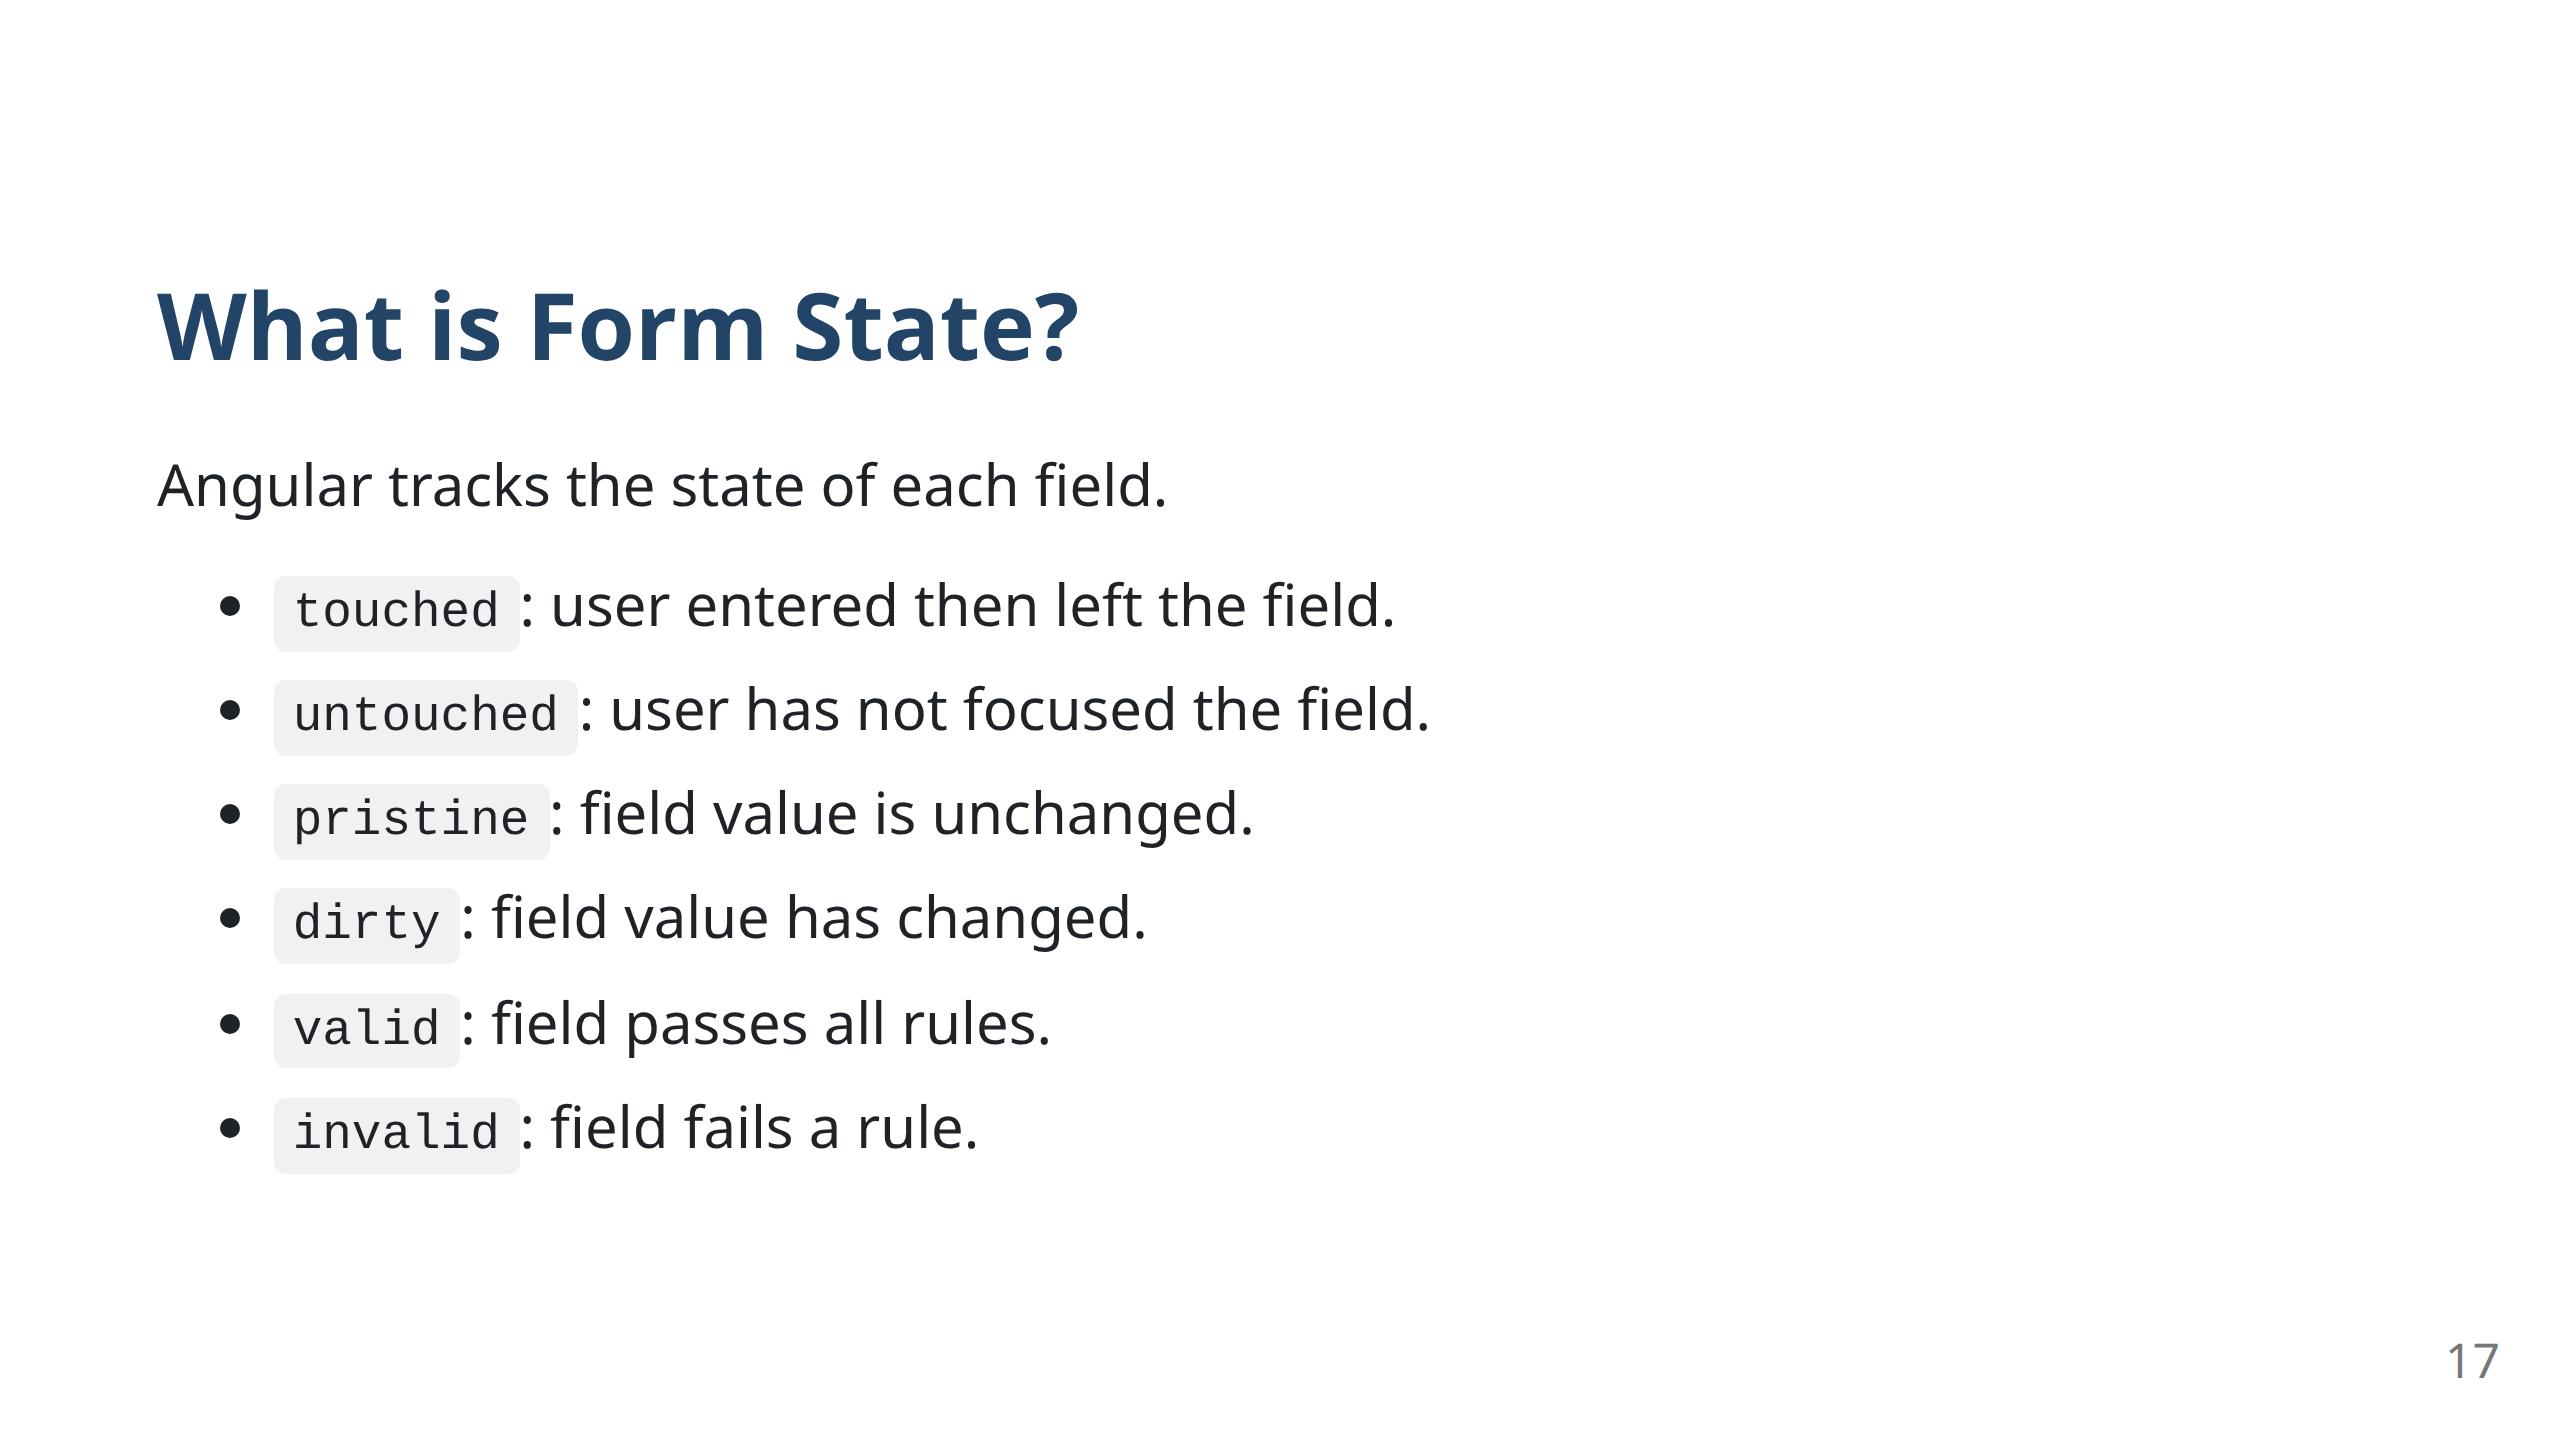 What is Form State?
Angular tracks the state of each field.
• touched: user entered then left the field.
• untouched: user has not focused the field.
• pristine: field value is unchanged.
• dirty: field value has changed.
• valid: field passes all rules.
• invalid: field fails a rule.
17